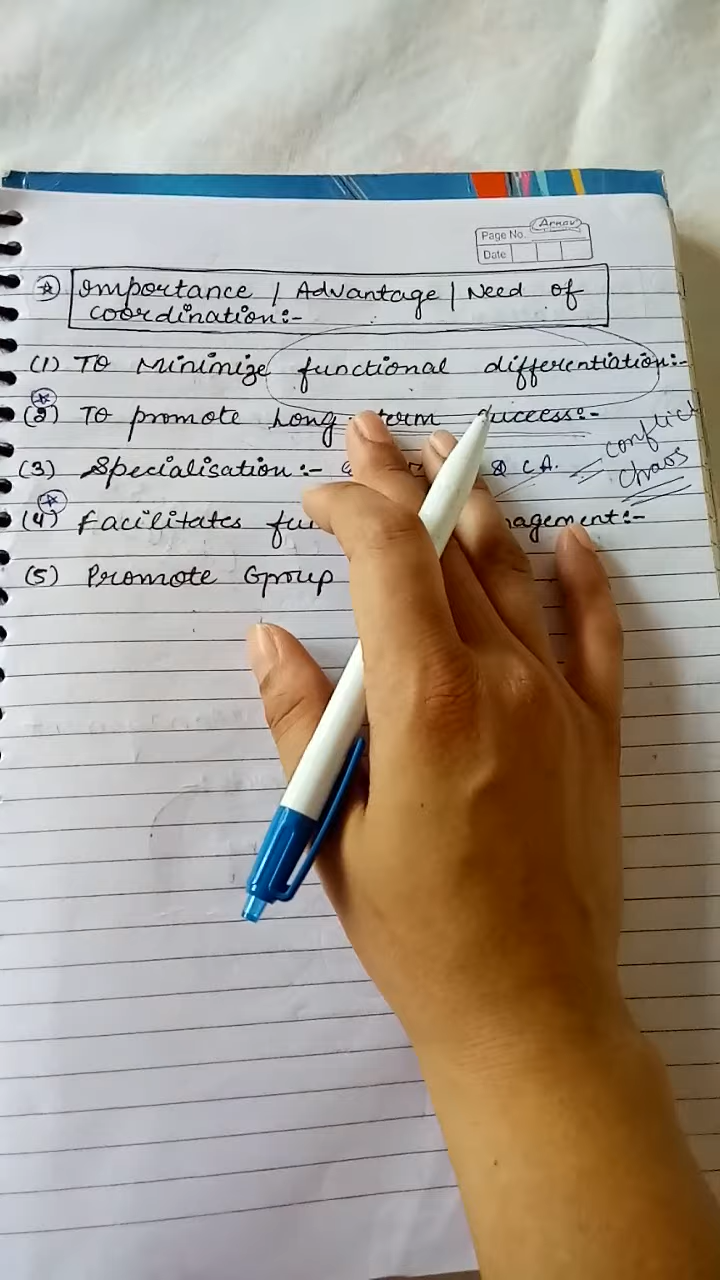 Arnav
Page No.
Date
Importance / Advantage / Need of
coordination:-
(1) To Minimize functional differentiation:-
(2) To promote Long term success:-
(3) Specialisation:- & CA. conflict
chaos
(4) Facilitates
(5) Promote Group